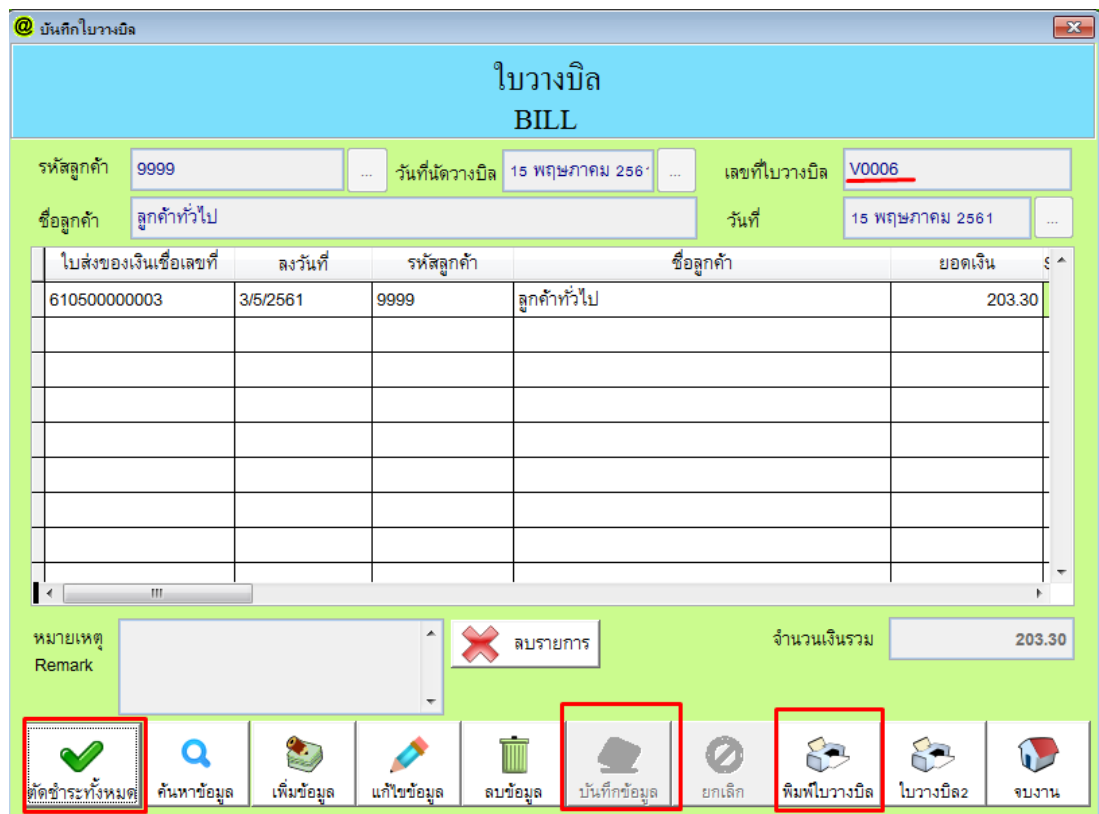 @ บันทึกใบวางบิล
ใบวางบิล
BILL
รหัสลูกค้า 9999 ... วันที่นัดวางบิล 15 พฤษภาคม 256 ... เลขที่ใบวางบิล V0006
ชื่อลูกค้า ลูกค้าทั่วไป วันที่ 15 พฤษภาคม 2561 ...
ใบส่งของเงินเชื่อเลขที่ ลงวันที่ รหัสลูกค้า ชื่อลูกค้า ยอดเงิน
610500000003 3/5/2561 9999 ลูกค้าทั่วไป 203.30
หมายเหตุ ลบรายการ จำนวนเงินรวม 203.30
Remark
ตัดชำระทั้งหมด ค้นหาข้อมูล เพิ่มข้อมูล แก้ไขข้อมูล ลบข้อมูล บันทึกข้อมูล ยกเลิก พิมพ์ใบวางบิล ใบวางบิล2 จบงาน